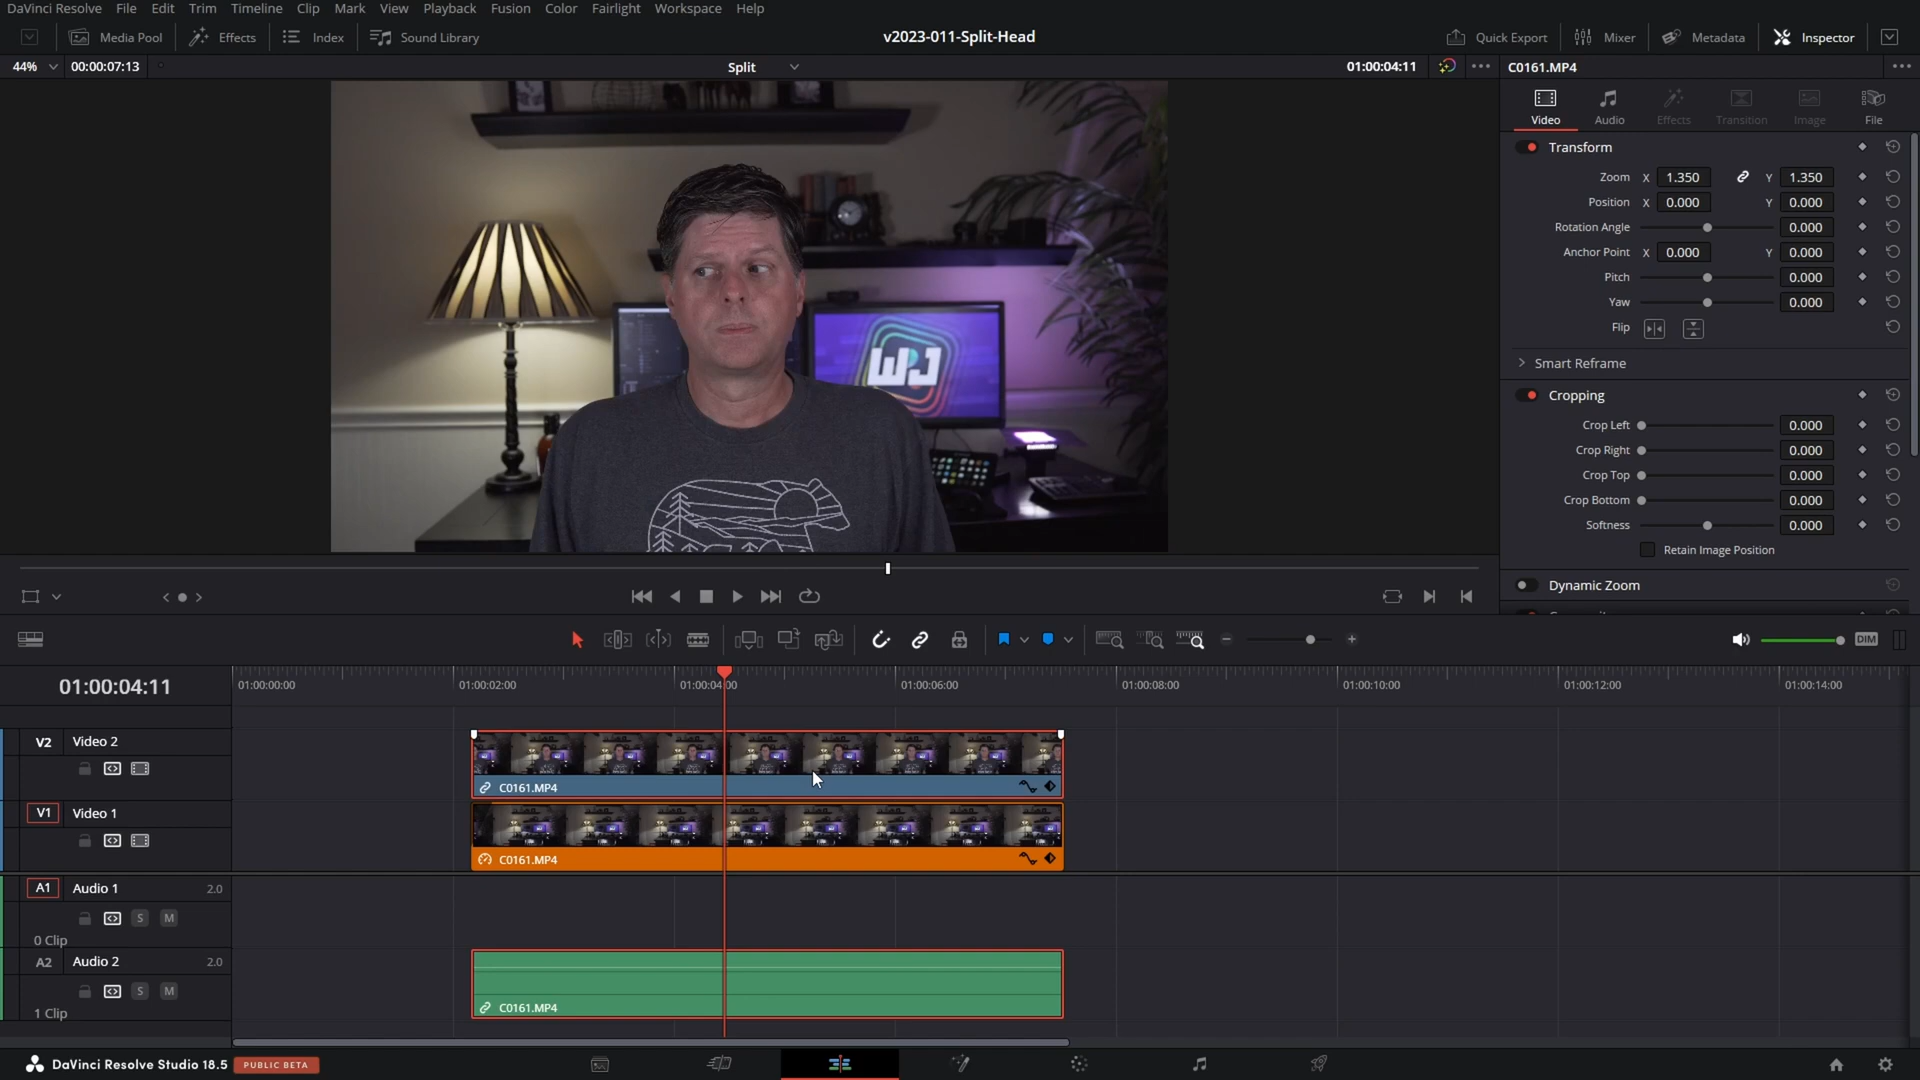 DaVinci Resolve File Edit Trim Timeline Clip Mark View Playback Fusion Color Fairlight Workspace Help
Media Pool Effects Index Sound Library v2023-011-Split-Head Quick Export Mixer Metadata Inspector
44% 00:00:07:13 Split 01:00:04:11 C0161.MP4
Video Audio Effects Transition Image File
Transform
Zoom X 1.350 Y 1.350
Position X 0.000 Y 0.000
Rotation Angle 0.000
Anchor Point X 0.000 Y 0.000
Pitch 0.000
Yaw 0.000
Flip
Smart Reframe
Cropping
Crop Left 0.000
Crop Right 0.000
Crop Top 0.000
Crop Bottom 0.000
Softness 0.000
Retain Image Position
Dynamic Zoom
WJ
DIM
01:00:04:11 01:00:00:00 01:00:02:00 01:00:04:00 01:00:06:00 01:00:08:00 01:00:10:00 01:00:12:00 01:00:14:00
V2 Video 2
C0161.MP4
V1 Video 1
C0161.MP4
A1 Audio 1 2.0
S M
0 Clip
A2 Audio 2 2.0
S M
1 Clip
C0161.MP4
DaVinci Resolve Studio 18.5 PUBLIC BETA